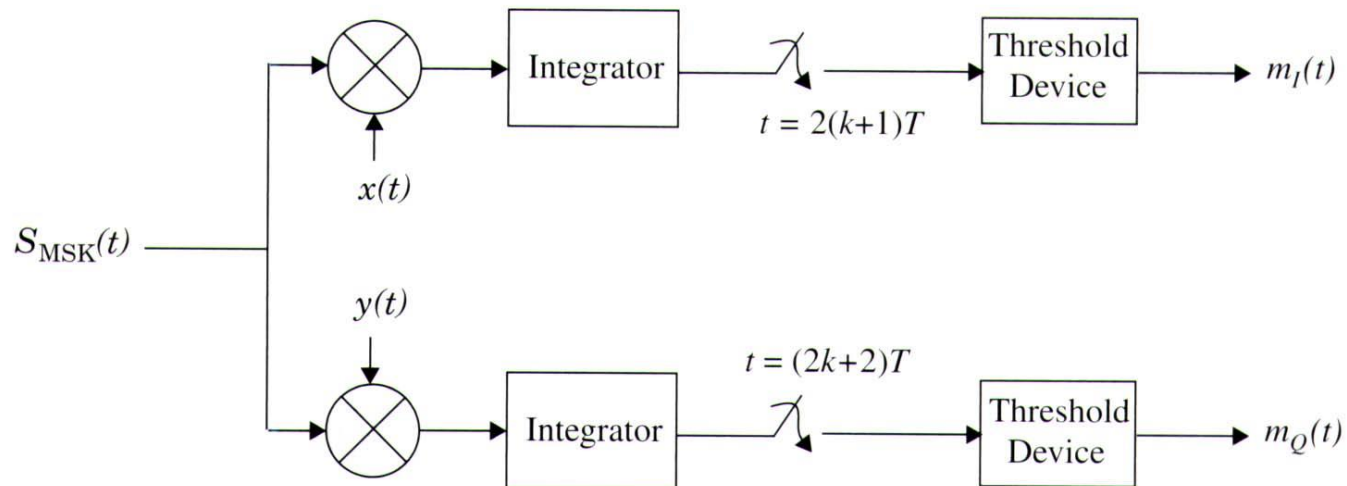 Integrator
Threshold
Device
m_I(t)
t = 2(k+1)T
x(t)
S_MSK(t)
y(t)
t = (2k+2)T
Integrator
Threshold
Device
m_Q(t)